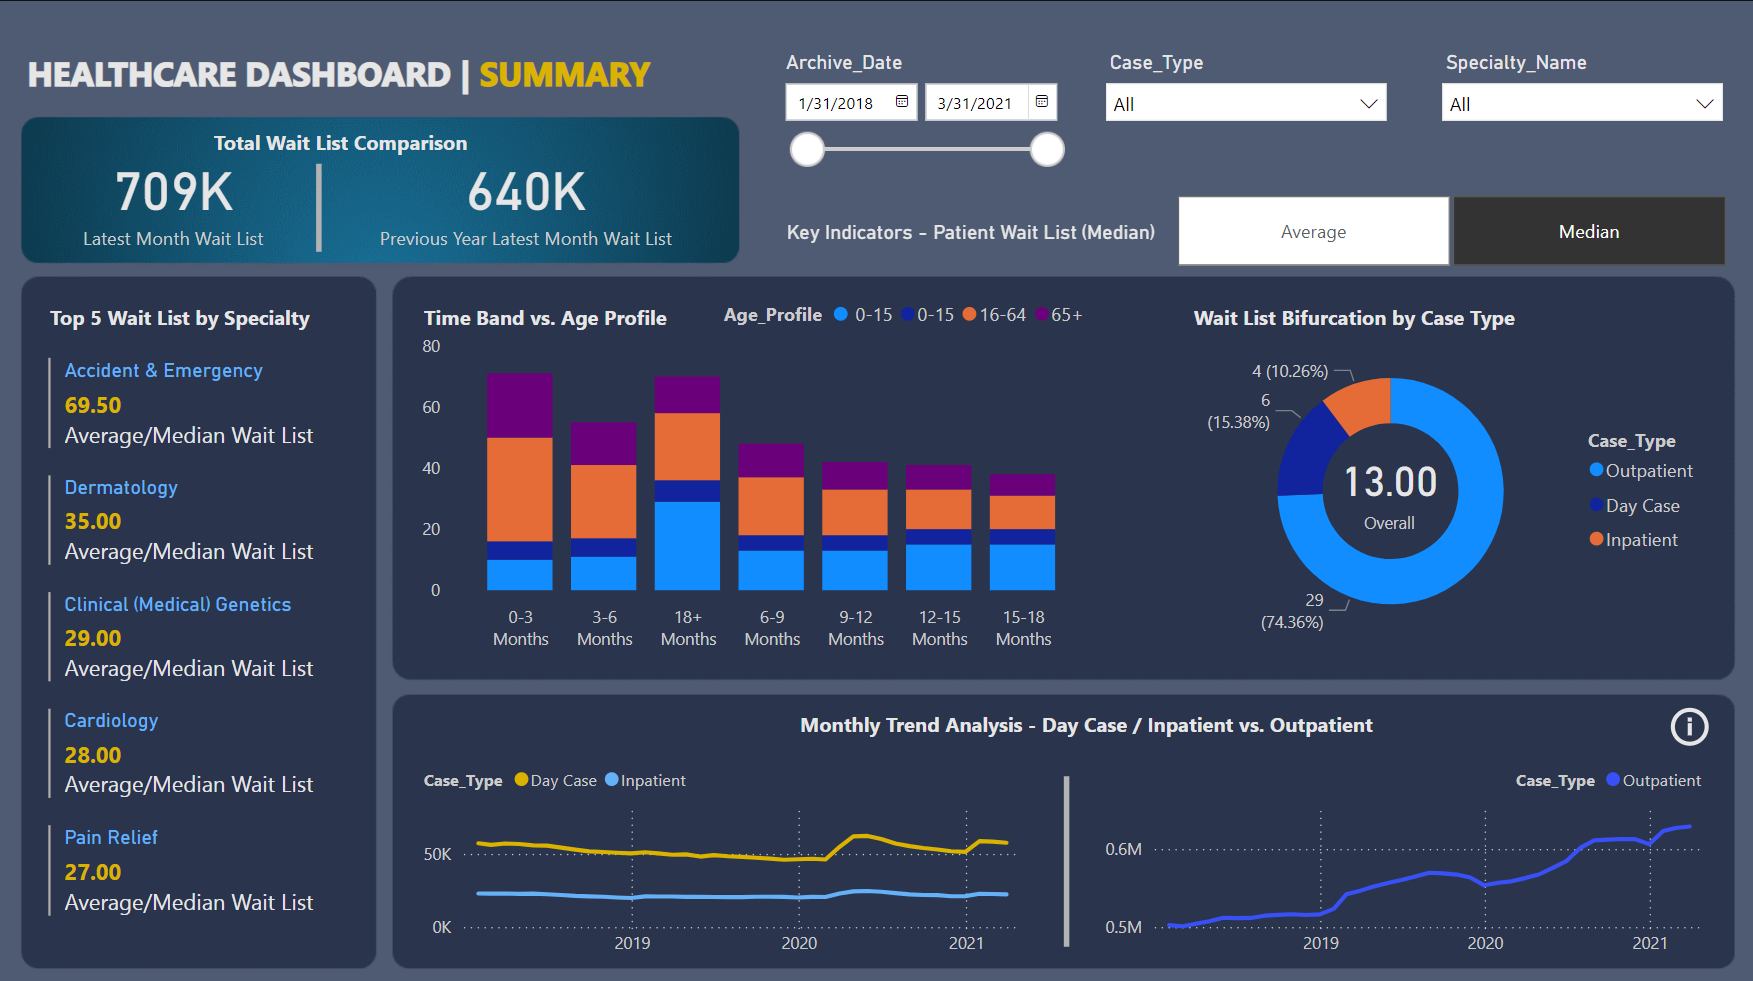 HEALTHCARE DASHBOARD | SUMMARY
Archive_Date
1/31/2018
3/31/2021
Case_Type
All
Specialty_Name
All
Total Wait List Comparison
709K
Latest Month Wait List
640K
Previous Year Latest Month Wait List
Key Indicators - Patient Wait List (Median)
Average
Median
Top 5 Wait List by Specialty
Accident & Emergency
69.50
Average/Median Wait List
Dermatology
35.00
Average/Median Wait List
Clinical (Medical) Genetics
29.00
Average/Median Wait List
Cardiology
28.00
Average/Median Wait List
Pain Relief
27.00
Average/Median Wait List
Time Band vs. Age Profile
Age_Profile 0-15 0-15 16-64 65+
80
60
40
20
0
0-3 Months
3-6 Months
18+ Months
6-9 Months
9-12 Months
12-15 Months
15-18 Months
Wait List Bifurcation by Case Type
4 (10.26%)
6
(15.38%)
13.00
Overall
29
(74.36%)
Case_Type
Outpatient
Day Case
Inpatient
Monthly Trend Analysis - Day Case / Inpatient vs. Outpatient
i
Case_Type Day Case Inpatient
50K
0K
2019 2020 2021
Case_Type Outpatient
0.6M
0.5M
2019 2020 2021